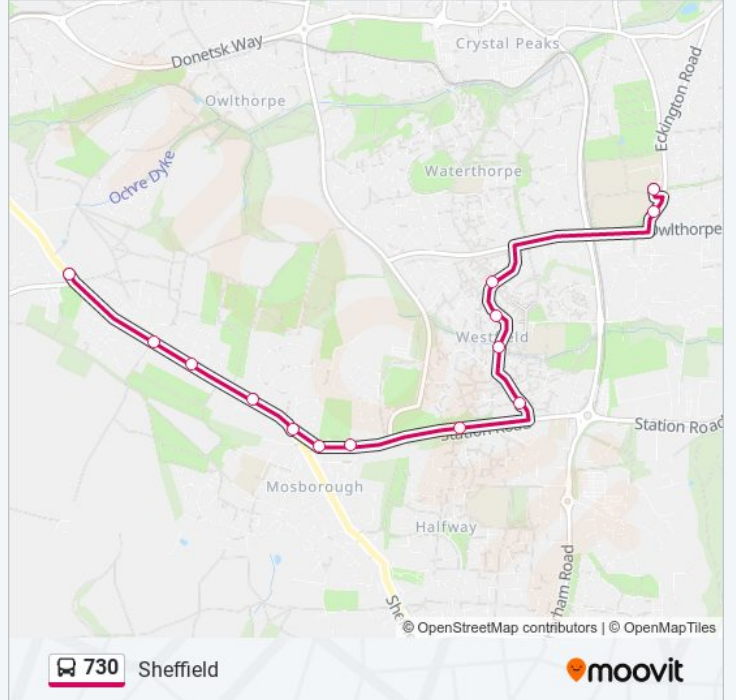 Donetsk Way
Crystal Peaks
Owlthorpe
Eckington Road
Waterthorpe
Ochre Dyke
Owlthorpe
Westfield
Station Road
Station Road
Mosborough
Halfway
© OpenStreetMap contributors | © OpenMapTiles
730 Sheffield
moovit